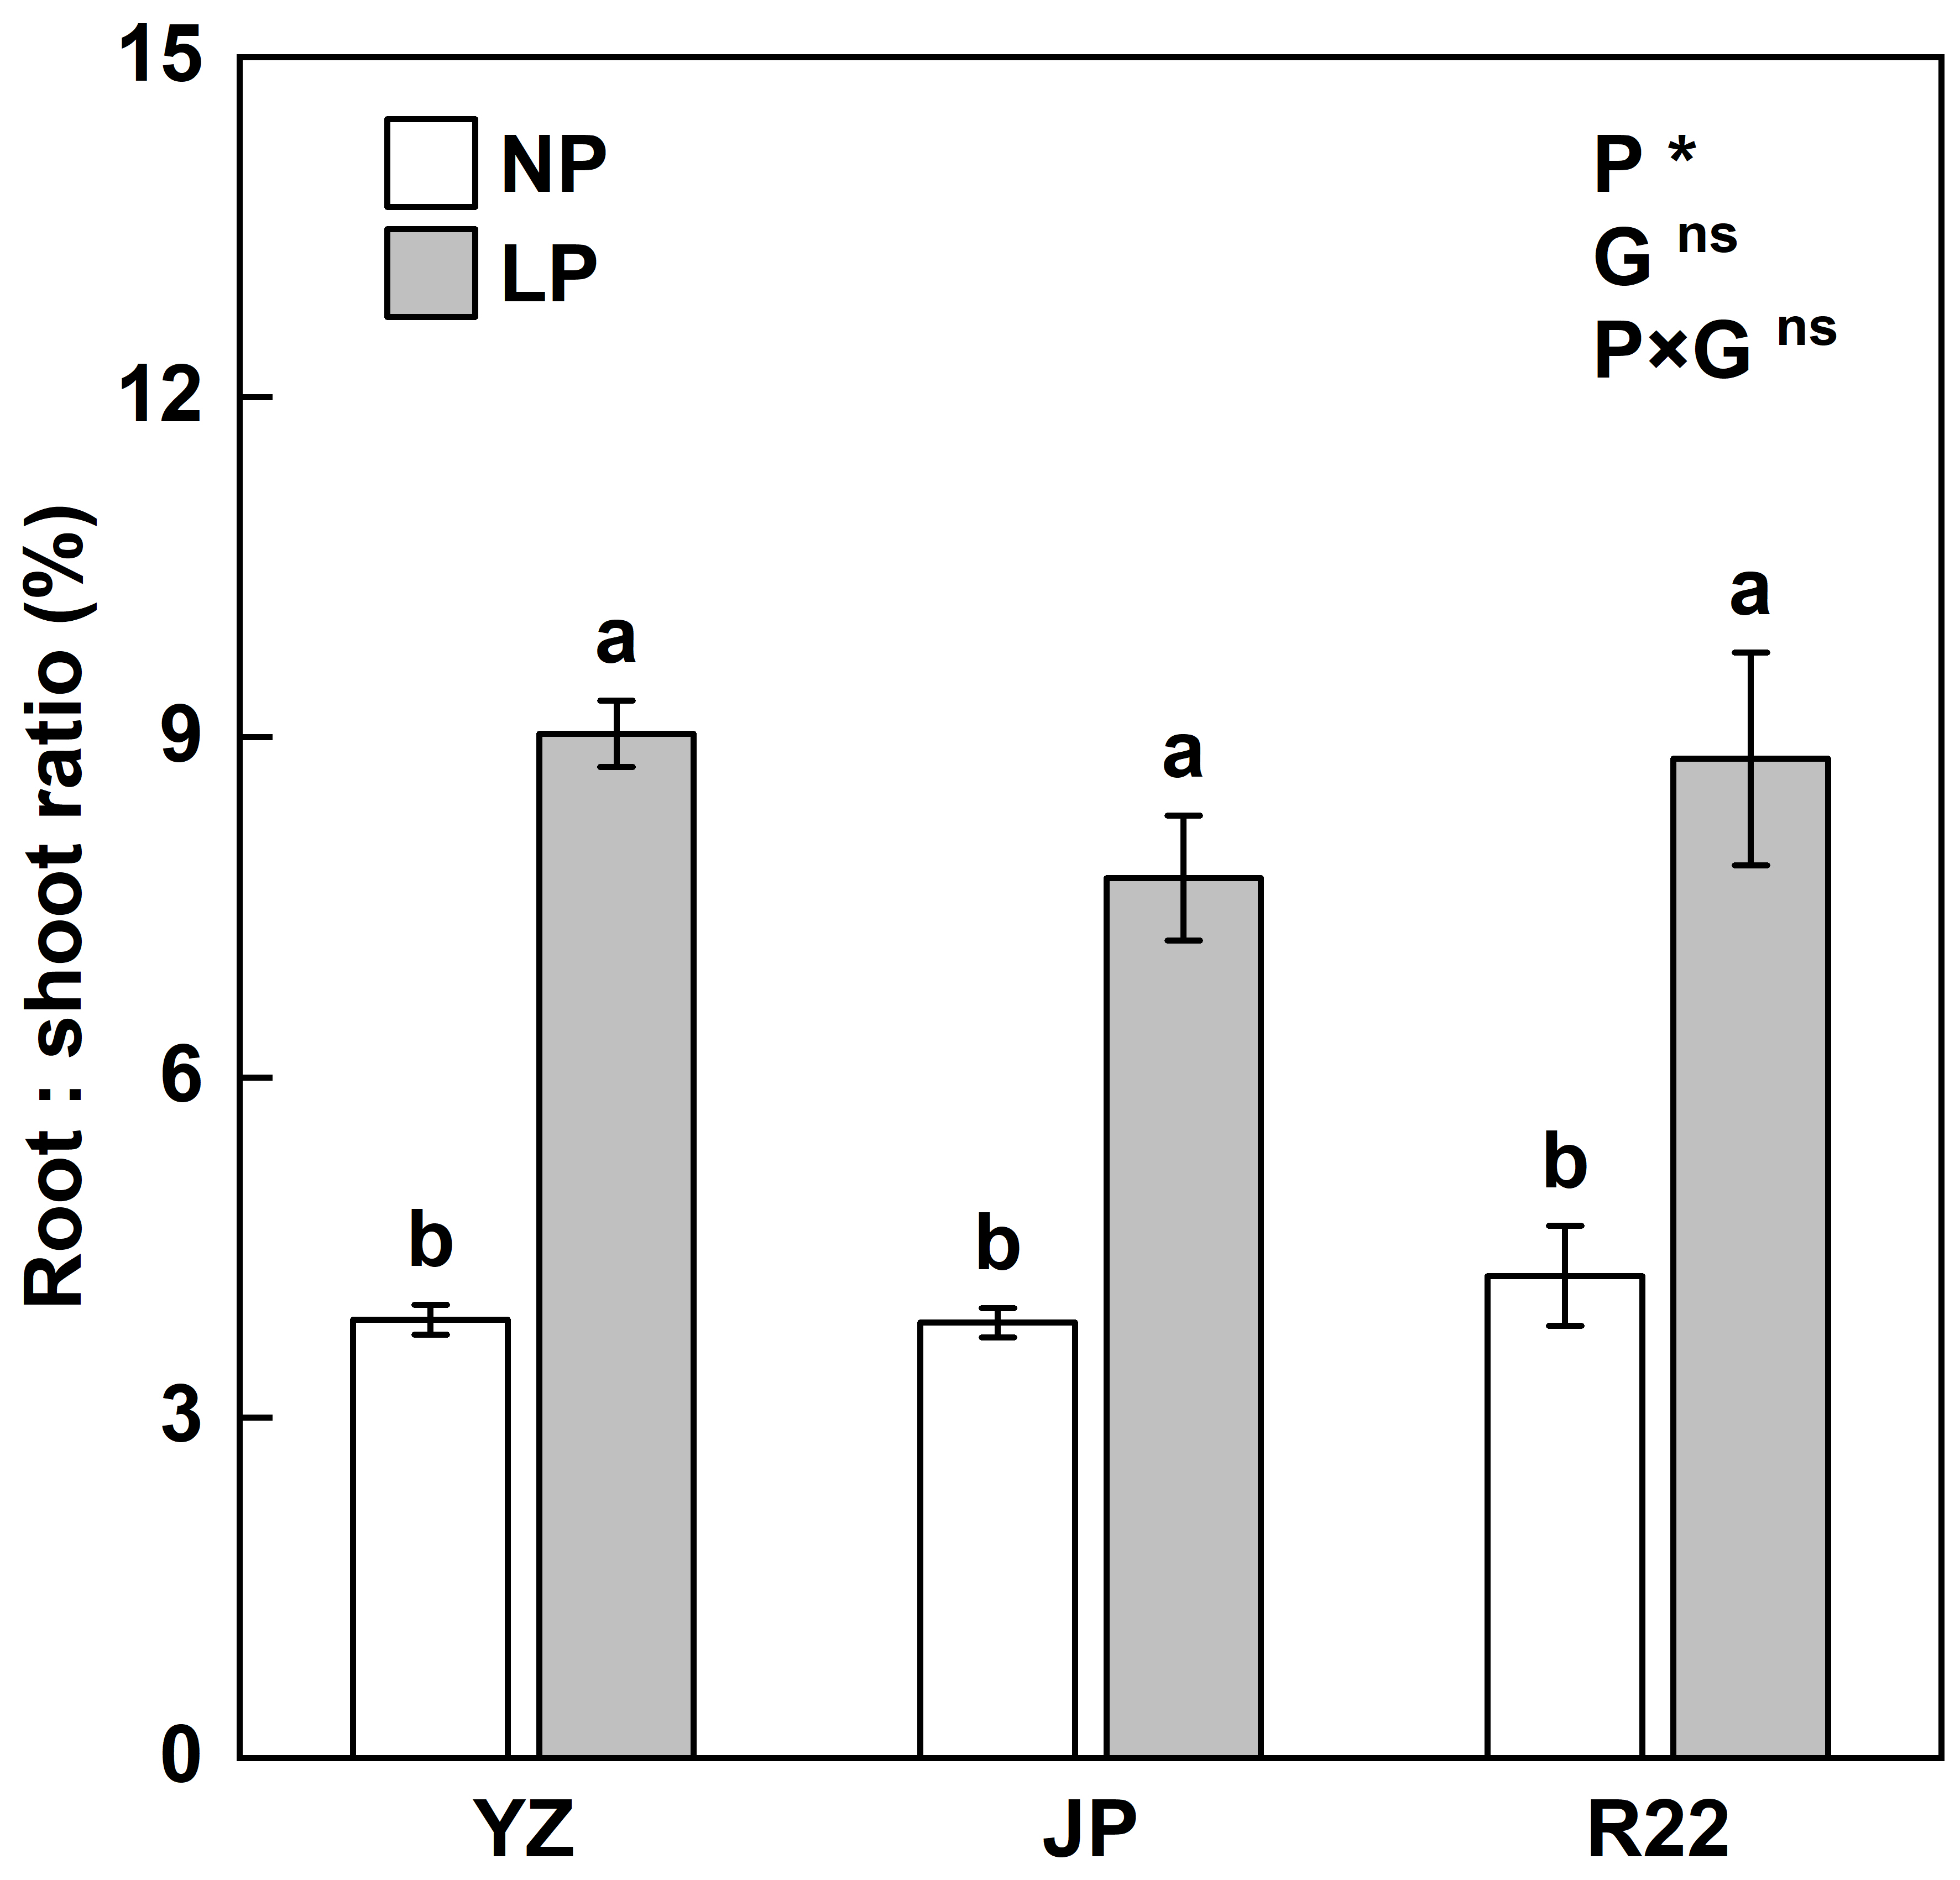 Root : shoot ratio (%)
15
12
9
6
3
0
NP
LP
P *
G ns
P×G ns
b
a
b
a
b
a
YZ
JP
R22